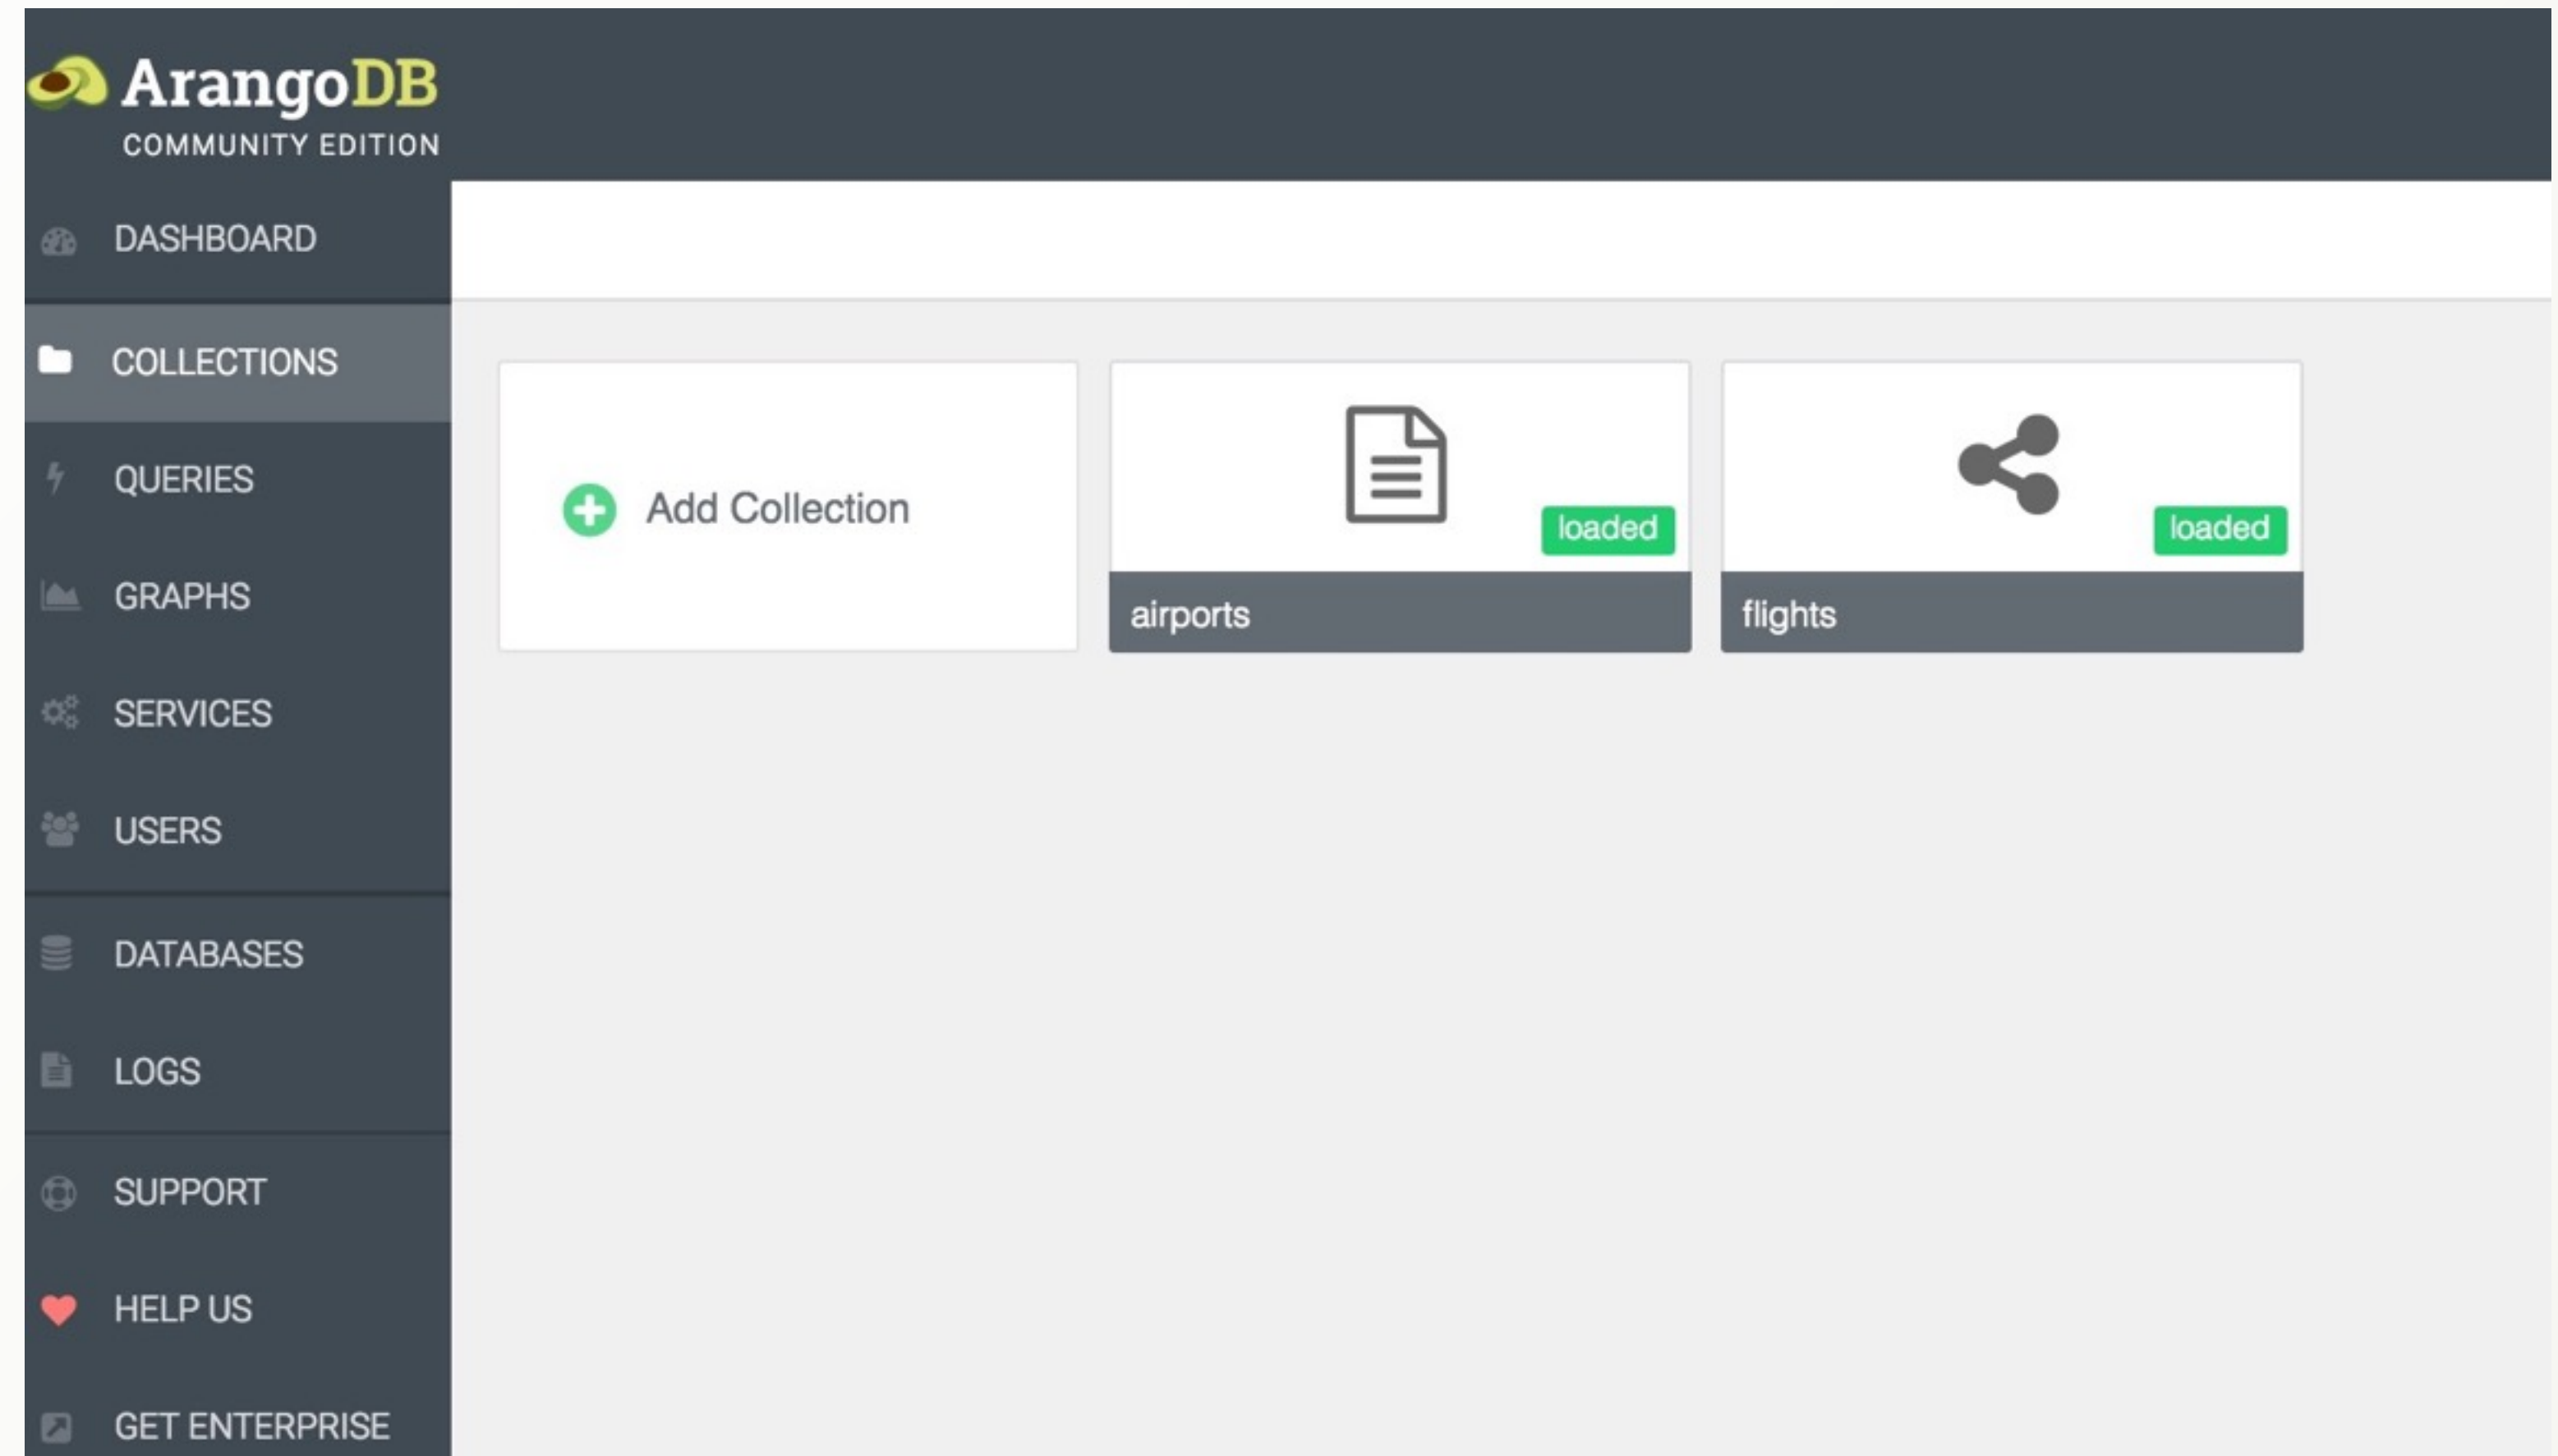 ArangoDB
COMMUNITY EDITION
DASHBOARD
COLLECTIONS
QUERIES
GRAPHS
SERVICES
USERS
DATABASES
LOGS
SUPPORT
HELP US
GET ENTERPRISE
Add Collection
loaded
airports
loaded
flights